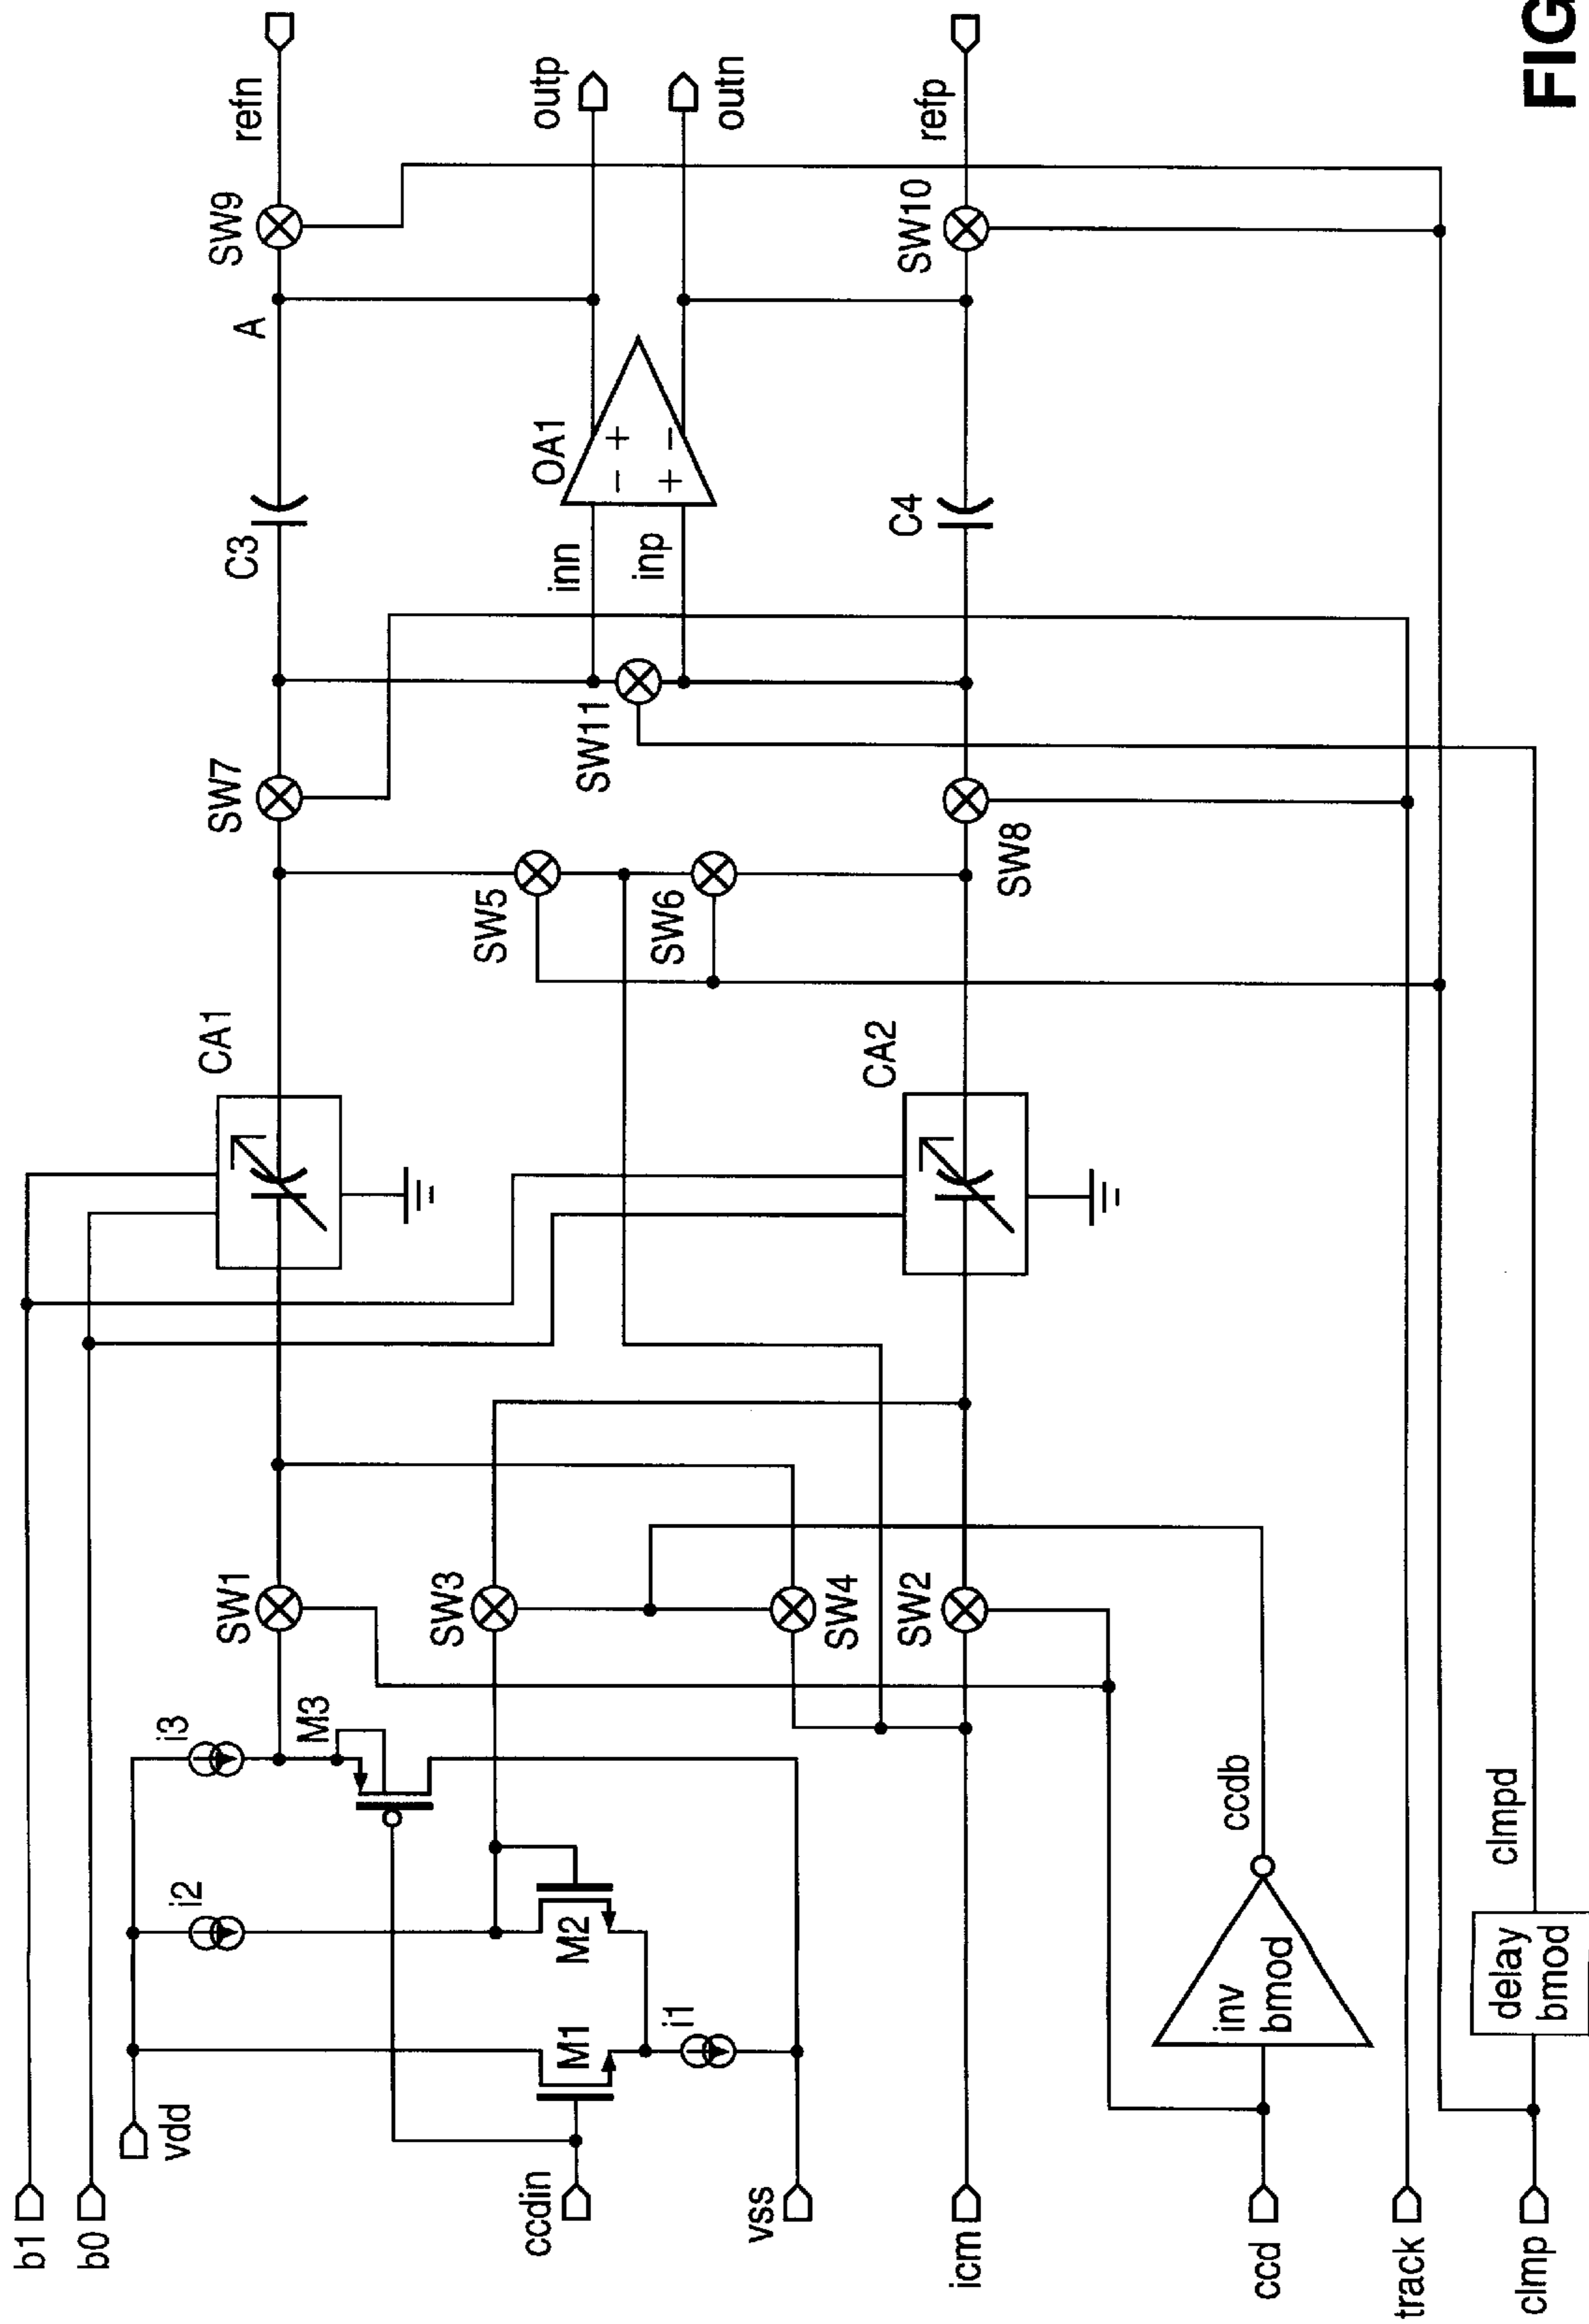 b1
b0
vdd
ccdin
vss
icm
ccd
track
clmp
i3
i2
i1
M1
M2
M3
SW1
SW3
SW4
SW2
inv
bmod
ccdb
delay
bmod
clmpd
CA1
CA2
SW5
SW6
SW7
SW8
SW11
C3
C4
inn
inp
OA1
− +
+ −
A
SW9
SW10
refn
outp
outn
refp
FIG